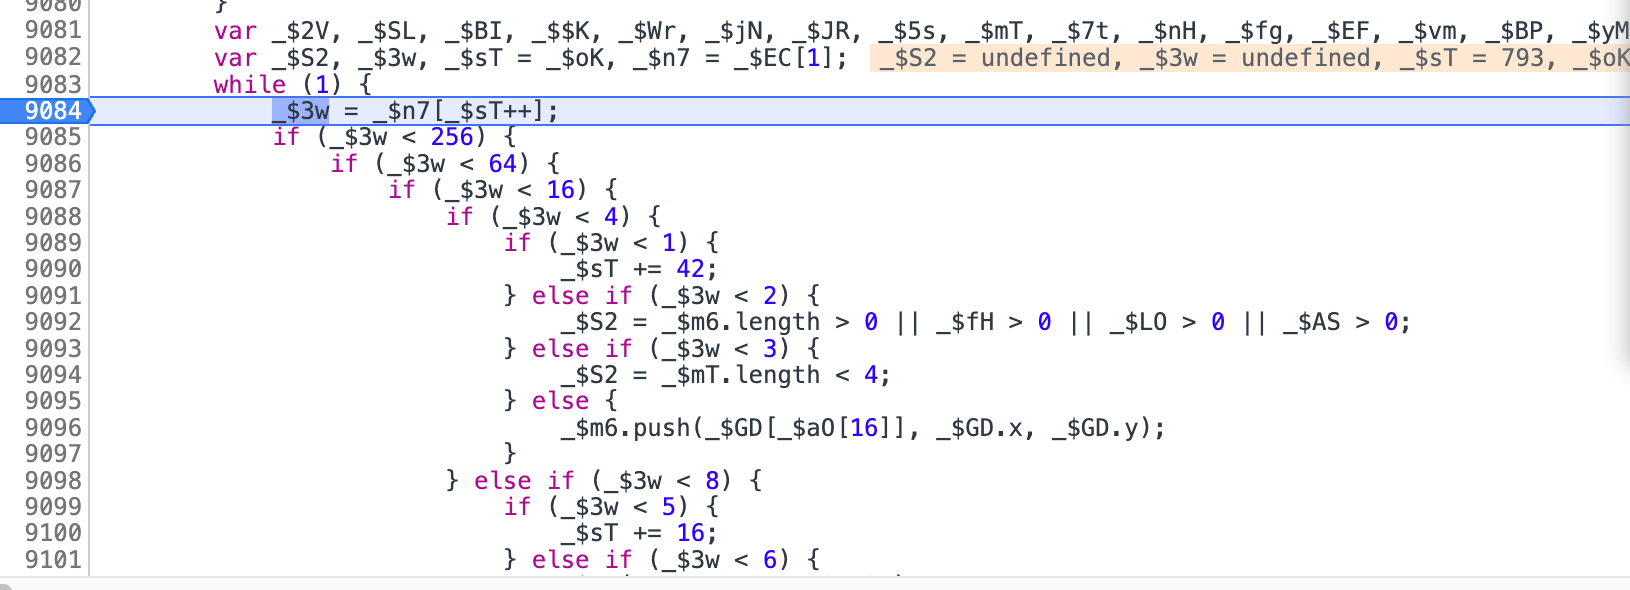 9080 }
9081 var _$2V, _$SL, _$BI, _$$K, _$Wr, _$jN, _$JR, _$5s, _$mT, _$7t, _$nH, _$fg, _$EF, _$vm, _$BP, _$yM
9082 var _$S2, _$3w, _$sT = _$oK, _$n7 = _$EC[1]; _$S2 = undefined, _$3w = undefined, _$sT = 793, _$oK
9083 while (1) {
9084 _$3w = _$n7[_$sT++];
9085 if (_$3w < 256) {
9086 if (_$3w < 64) {
9087 if (_$3w < 16) {
9088 if (_$3w < 4) {
9089 if (_$3w < 1) {
9090 _$sT += 42;
9091 } else if (_$3w < 2) {
9092 _$S2 = _$m6.length > 0 || _$fH > 0 || _$LO > 0 || _$AS > 0;
9093 } else if (_$3w < 3) {
9094 _$S2 = _$mT.length < 4;
9095 } else {
9096 _$m6.push(_$GD[_$aO[16]], _$GD.x, _$GD.y);
9097 }
9098 } else if (_$3w < 8) {
9099 if (_$3w < 5) {
9100 _$sT += 16;
9101 } else if (_$3w < 6) {